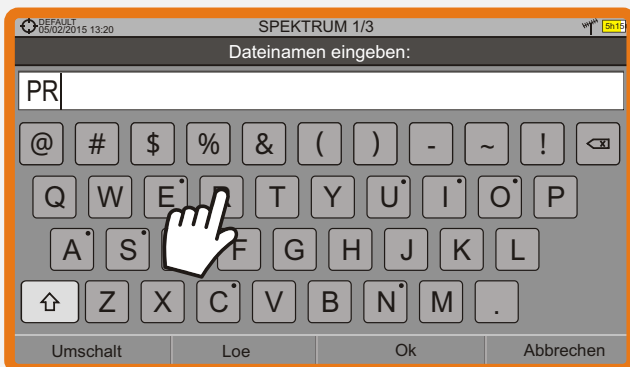 DEFAULT
05/02/2015 13:20
SPEKTRUM 1/3
5h15
Dateinamen eingeben:
PR
@ # $ % & ( ) - ~ ! x
Q W E R T Y U I O P
A S F G H J K L
Z X C V B N M .
Umschalt Loe Ok Abbrechen